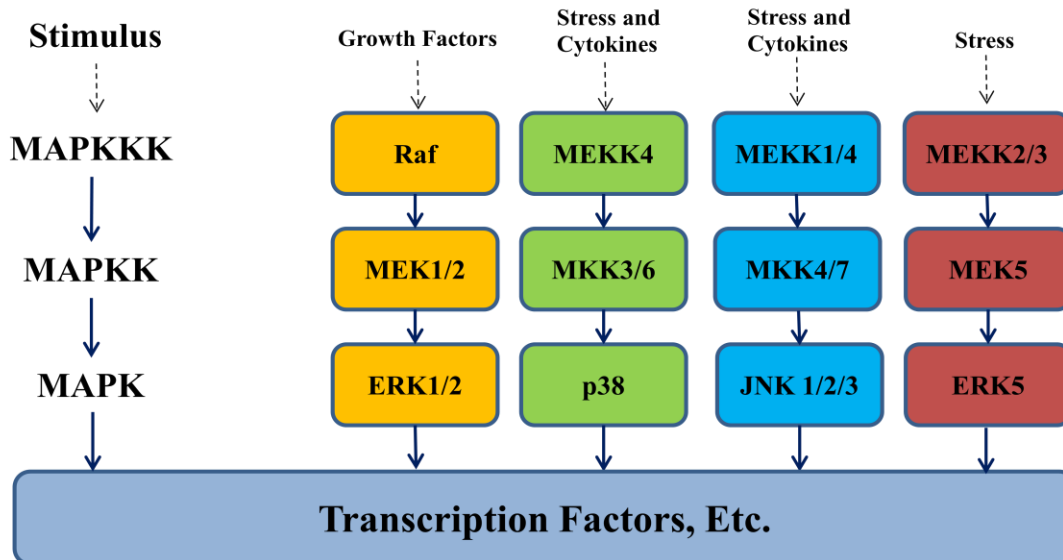 Stimulus
Growth Factors
Stress and
Cytokines
Stress and
Cytokines
Stress
MAPKKK
Raf
MEKK4
MEKK1/4
MEKK2/3
MAPKK
MEK1/2
MKK3/6
MKK4/7
MEK5
MAPK
ERK1/2
p38
JNK 1/2/3
ERK5
Transcription Factors, Etc.